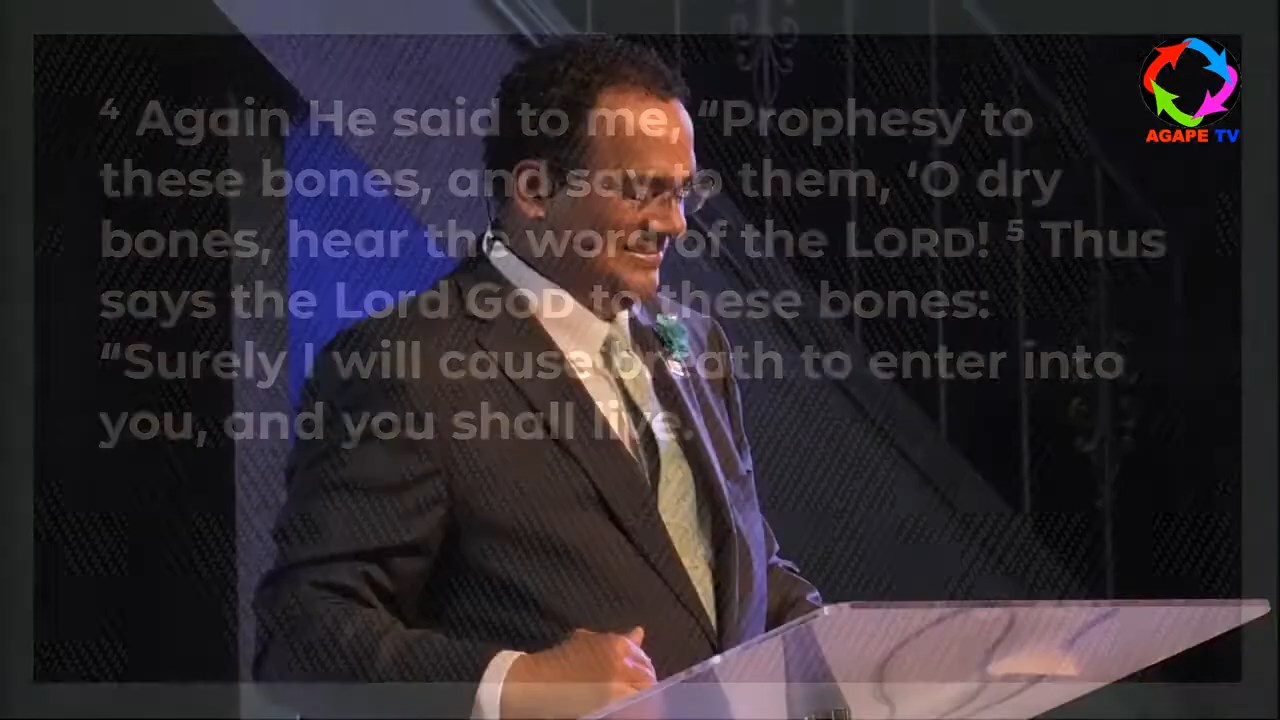 ⁴ Again He said to me, “Prophesy to
these bones, and say to them, ‘O dry
bones, hear the word of the LORD! ⁵ Thus
says the Lord GOD to these bones:
“Surely I will cause breath to enter into
you, and you shall live.
AGAPE TV